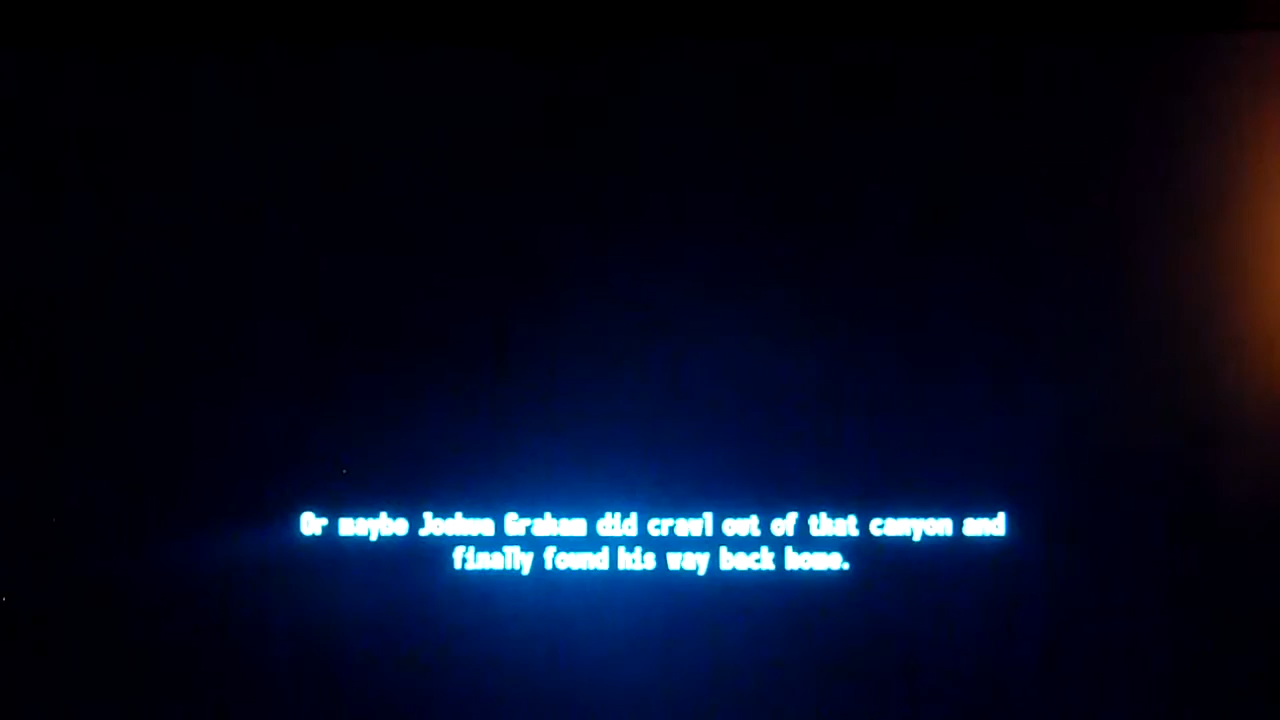 Or maybe Joshua Graham did crawl out of that canyon and
finally found his way back home.